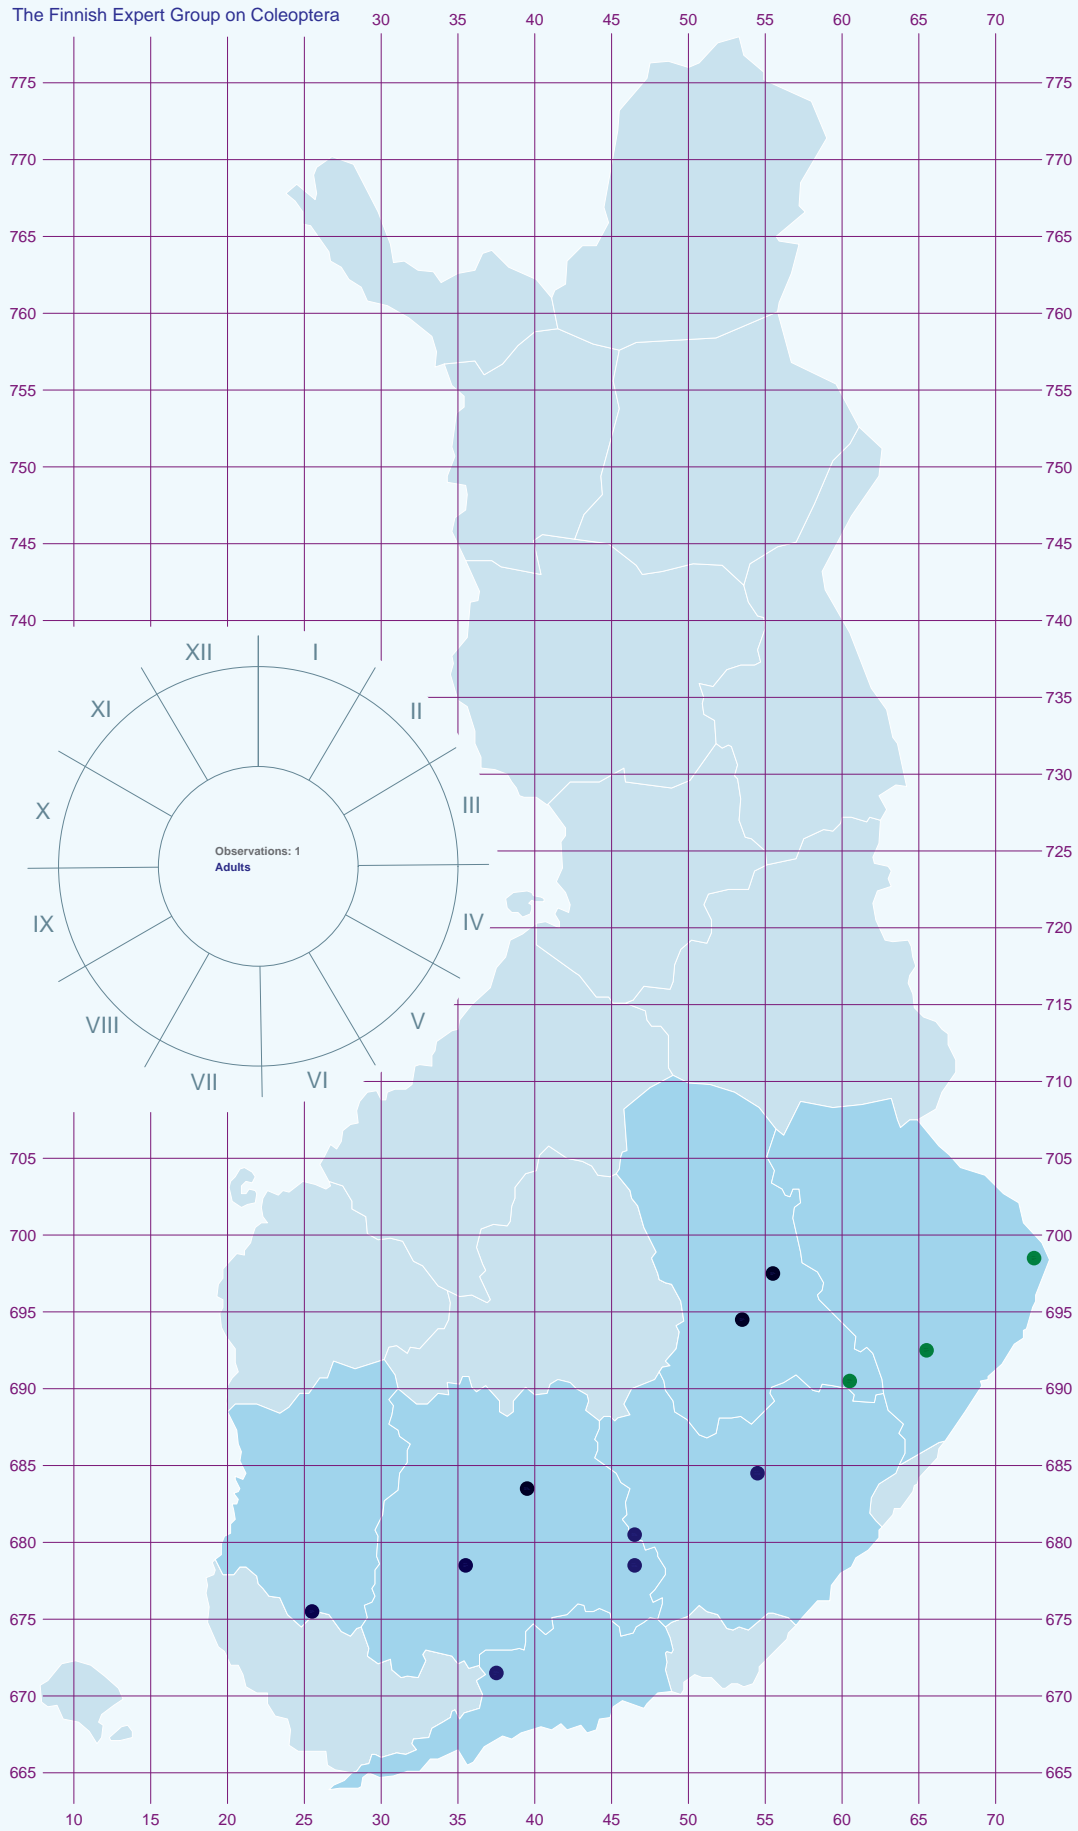 The Finnish Expert Group on Coleoptera
30 35 40 45 50 55 60 65 70
775 775
770 770
765 765
760 760
755 755
750 750
745 745
740 740
735
730
725
720
715
710
705 705
700 700
695 695
690 690
685 685
680 680
675 675
670 670
665 665
10 15 20 25 30 35 40 45 50 55 60 65 70
XII I
XI II
X III
IX IV
VIII V
VII VI
Observations: 1
Adults